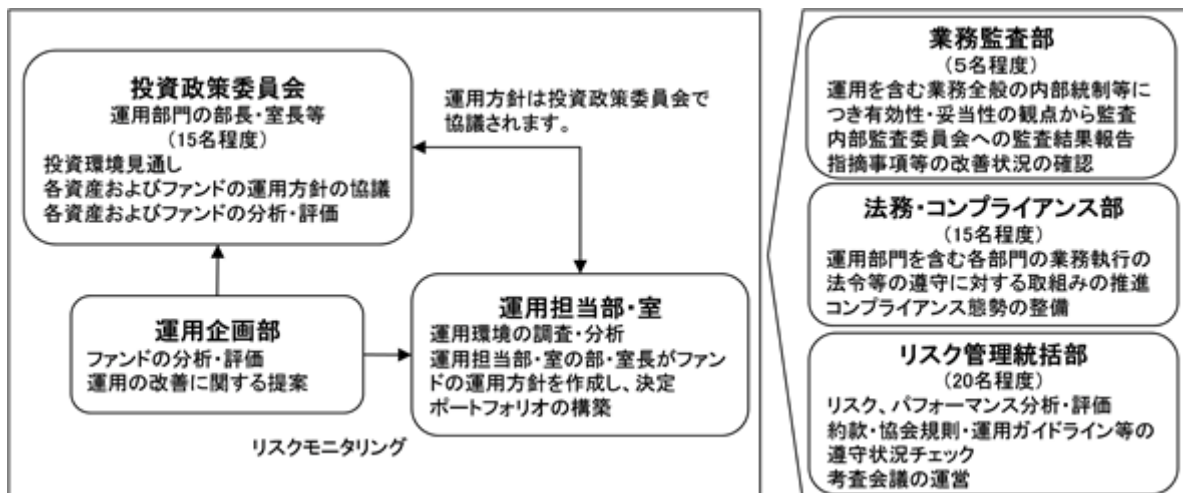 投資政策委員会
運用部門の部長・室長等
(15名程度)
投資環境見通し
各資産およびファンドの運用方針の協議
各資産およびファンドの分析・評価
運用方針は投資政策委員会で
協議されます。
運用企画部
ファンドの分析・評価
運用の改善に関する提案
運用担当部・室
運用環境の調査・分析
運用担当部・室の部・室長がファン
ドの運用方針を作成し、決定
ポートフォリオの構築
リスクモニタリング
業務監査部
(5名程度)
運用を含む業務全般の内部統制等に
つき有効性・妥当性の観点から監査
内部監査委員会への監査結果報告
指摘事項等の改善状況の確認
法務・コンプライアンス部
(15名程度)
運用部門を含む各部門の業務執行の
法令等の遵守に対する取組みの推進
コンプライアンス態勢の整備
リスク管理統括部
(20名程度)
リスク、パフォーマンス分析・評価
約款・協会規則・運用ガイドライン等の
遵守状況チェック
考査会議の運営